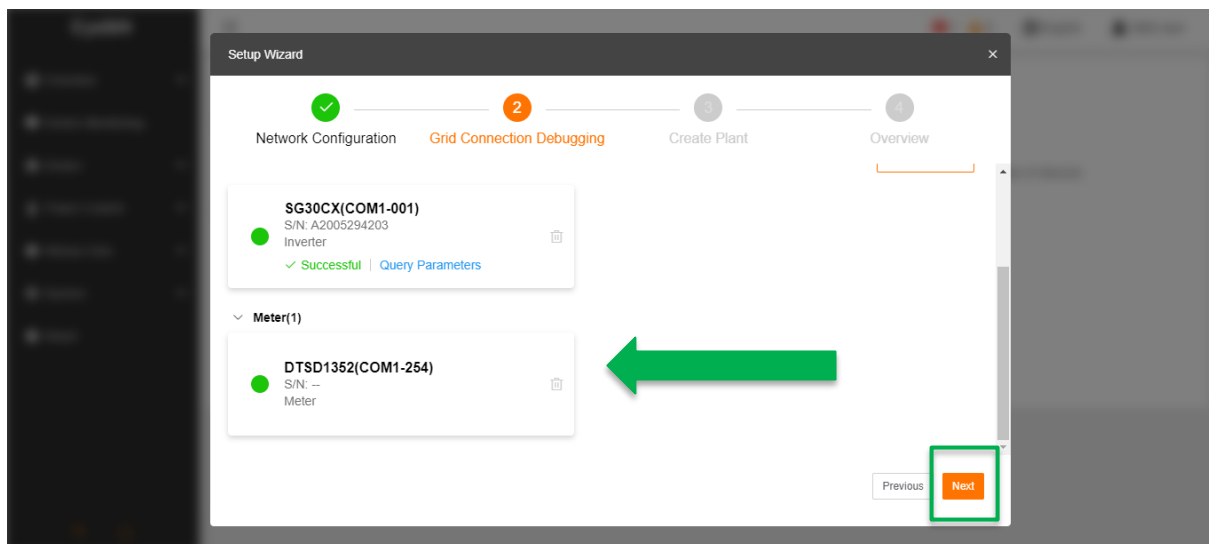 Setup Wizard
×
2
3
4
Network Configuration
Grid Connection Debugging
Create Plant
Overview
SG30CX(COM1-001)
S/N: A2005294203
Inverter
Successful | Query Parameters
Meter(1)
DTSD1352(COM1-254)
S/N: --
Meter
Previous
Next